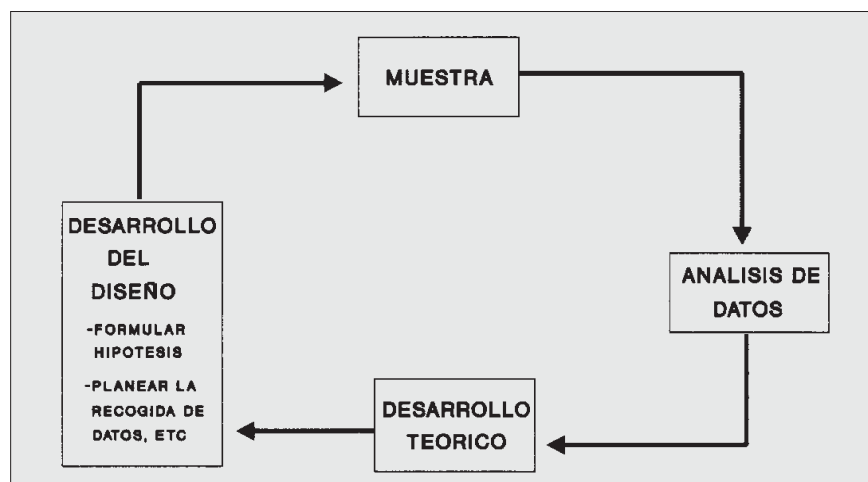 MUESTRA
DESARROLLO
DEL
DISEÑO
-FORMULAR
HIPOTESIS
-PLANEAR LA
RECOGIDA DE
DATOS, ETC
ANALISIS DE
DATOS
DESARROLLO
TEORICO